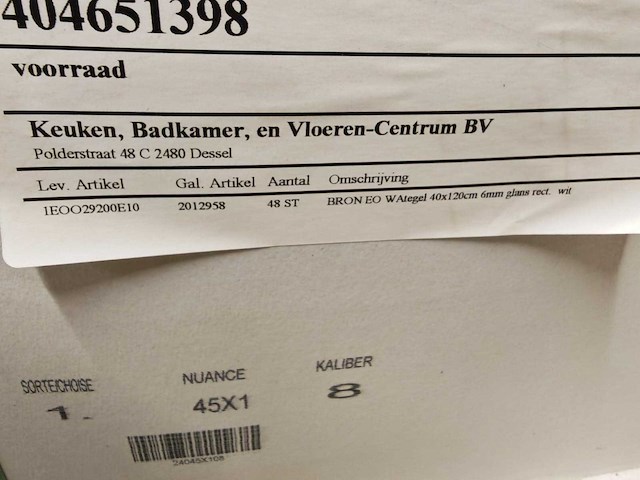 404651398
voorraad
Keuken, Badkamer, en Vloeren-Centrum BV
Polderstraat 48 C 2480 Dessel
Lev. Artikel Gal. Artikel Aantal Omschrijving
1EOO29200E10 2012958 48 ST BRON EO WAtegel 40x120cm 6mm glans rect. wit
SORTE/CHOISE NUANCE KALIBER
1. 45X1 8
24045X108